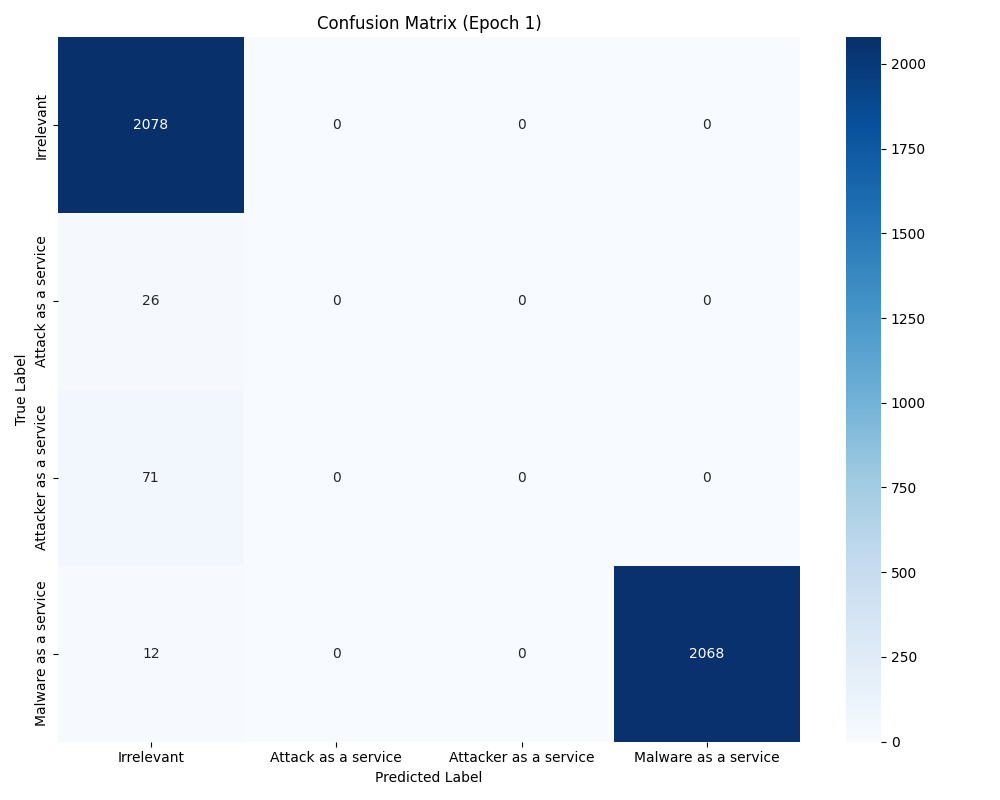 Confusion Matrix (Epoch 1)
True Label
Irrelevant
2078 0 0 0
Attack as a service
26 0 0 0
Attacker as a service
71 0 0 0
Malware as a service
12 0 0 2068
Irrelevant Attack as a service Attacker as a service Malware as a service
Predicted Label
2000
1750
1500
1250
1000
750
500
250
0